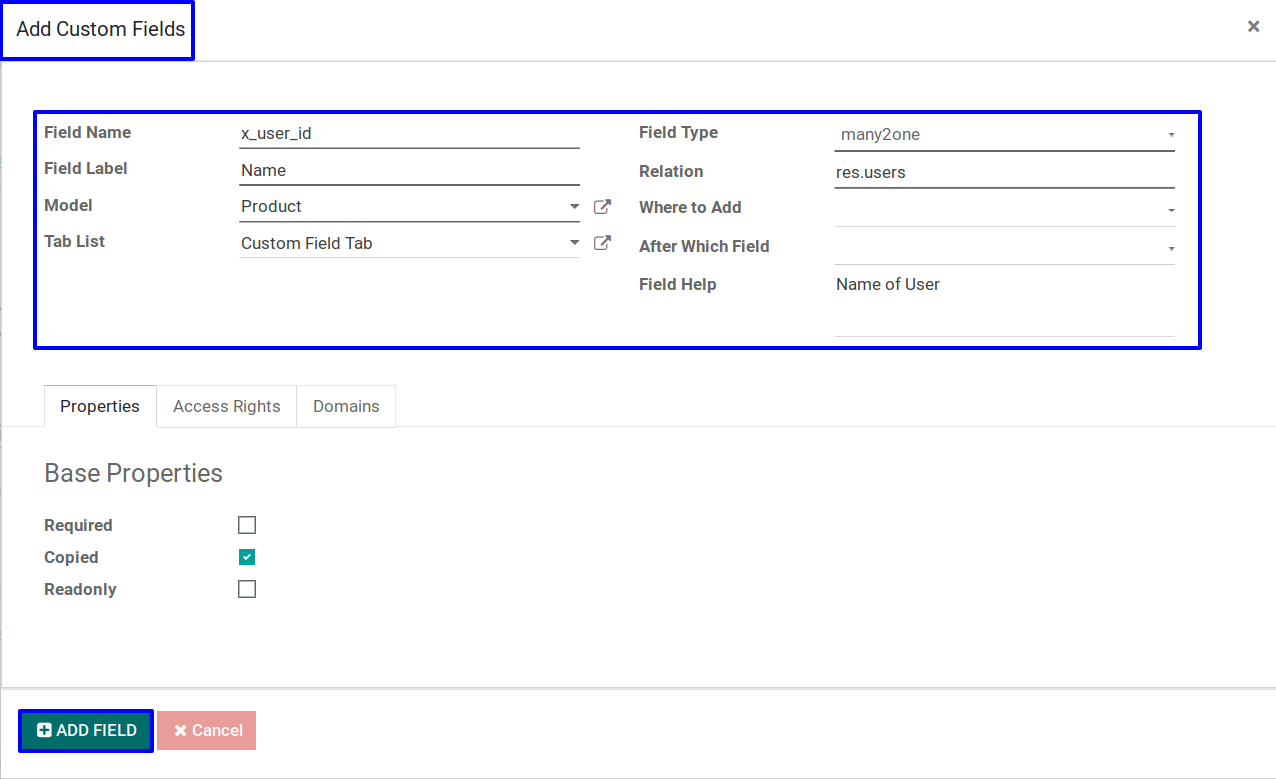 Add Custom Fields
Field Name x_user_id
Field Label Name
Model Product
Tab List Custom Field Tab
Field Type many2one
Relation res.users
Where to Add
After Which Field
Field Help Name of User
Properties Access Rights Domains
Base Properties
Required
Copied
Readonly
ADD FIELD Cancel